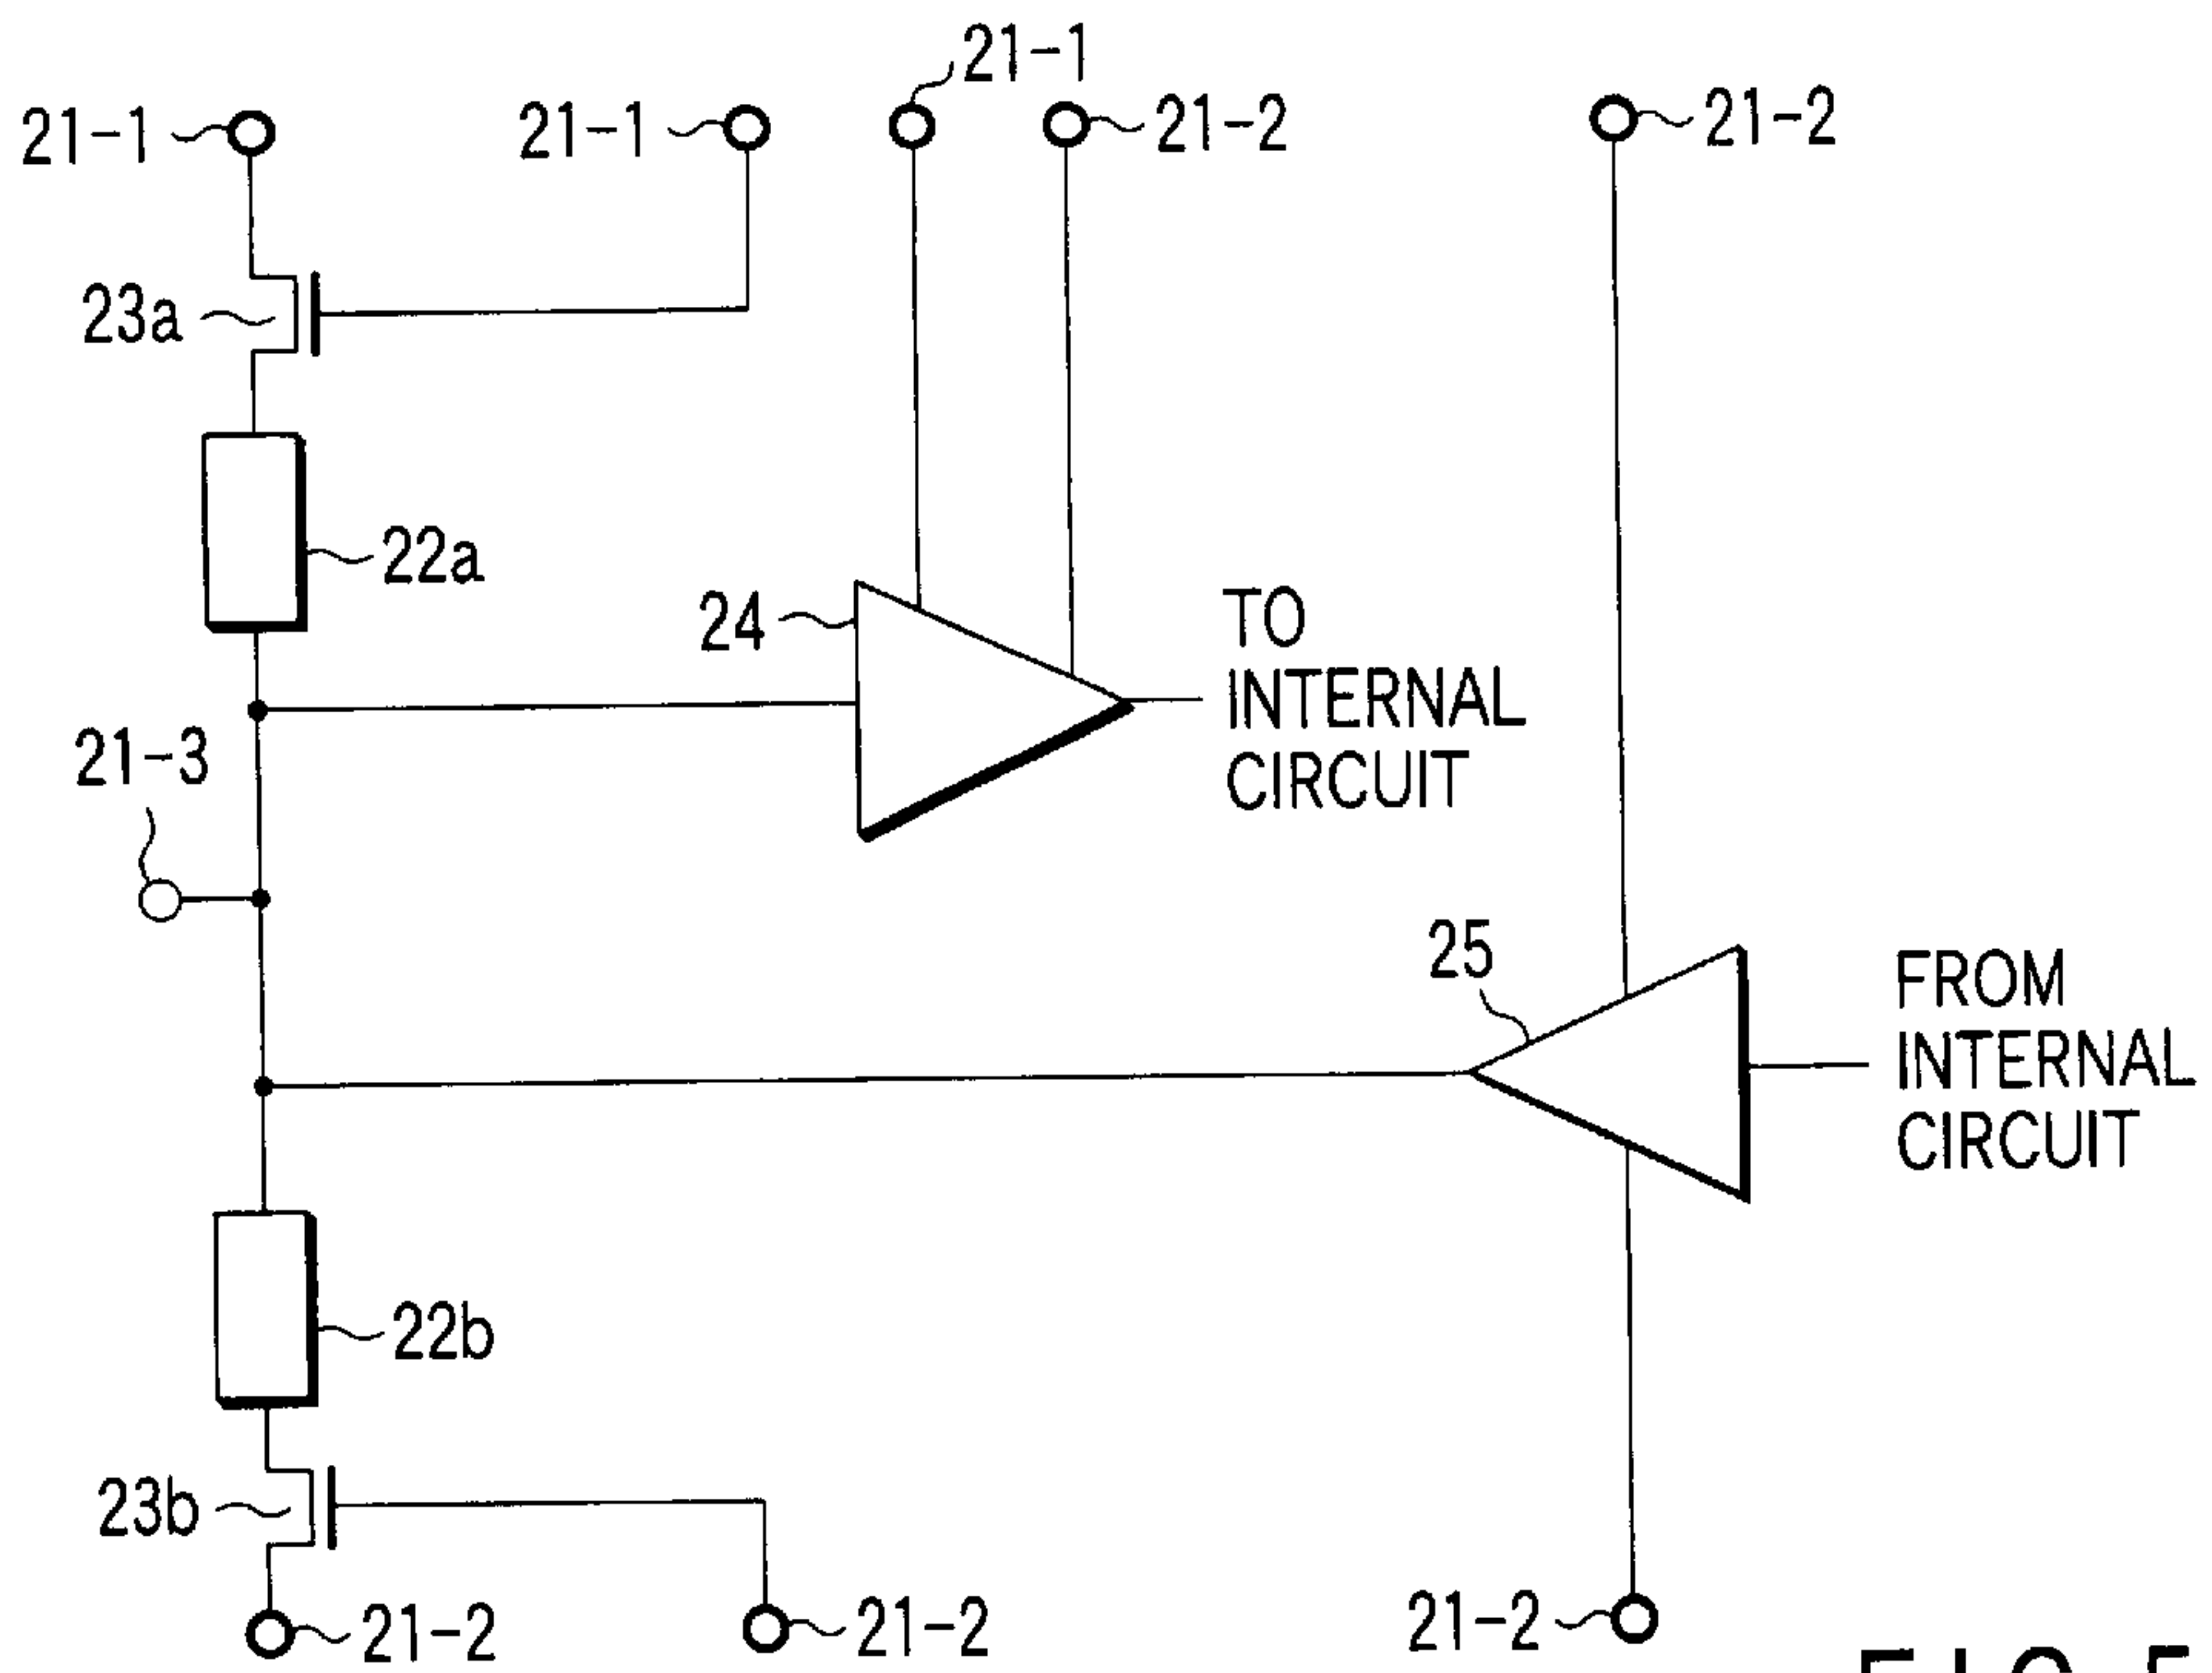 21-1
21-1
21-1
21-2
21-2
23a
22a
24
TO
INTERNAL
CIRCUIT
21-3
25
FROM
INTERNAL
CIRCUIT
22b
23b
21-2
21-2
21-2